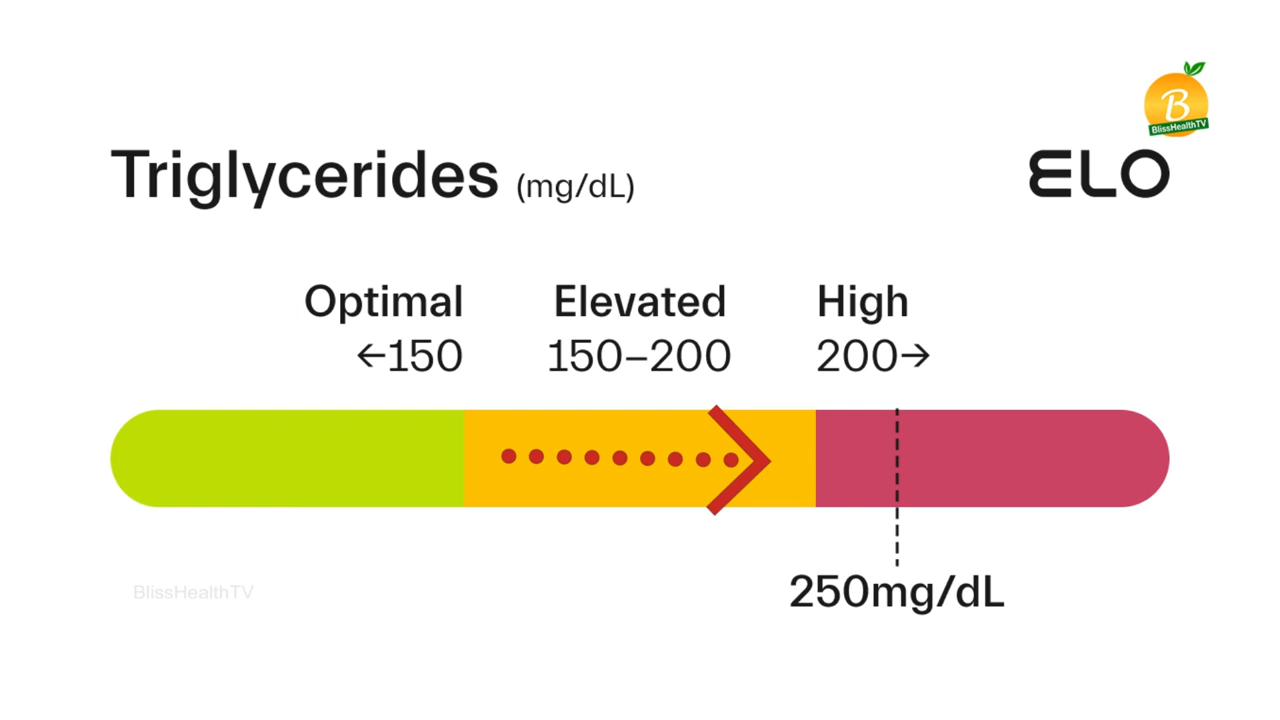 B
BlissHealthTV
Triglycerides (mg/dL)
ELO
Optimal
←150
Elevated
150–200
High
200→
250mg/dL
BlissHealthTV